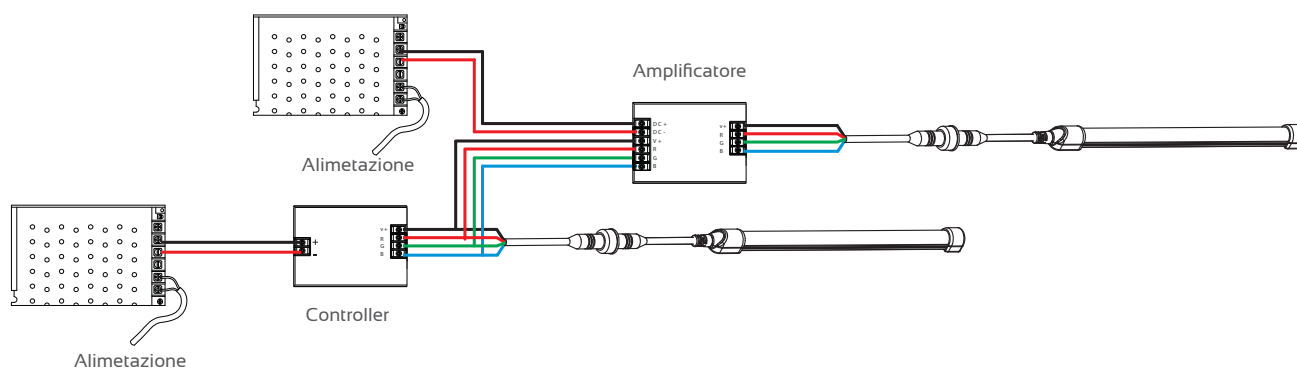 Amplificatore
DC +
DC -
V +
R
G
B
v+
R
G
B
Alimetazione
+
-
v+
R
G
B
Controller
Alimetazione